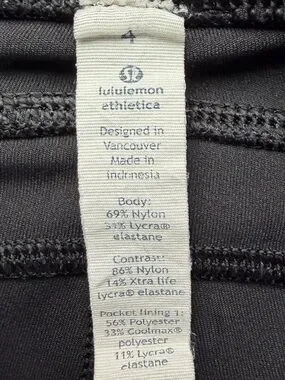 4
lululemon
athletica
Designed in
Vancouver
Made in
Indonesia
Body:
69% Nylon
31% Lycra®
elastane
Contrast:
86% Nylon
14% Xtra life
lycra® elastane
Pocket lining 1:
56% Polyester
33% Coolmax®
polyester
11% Lycra®
elastane